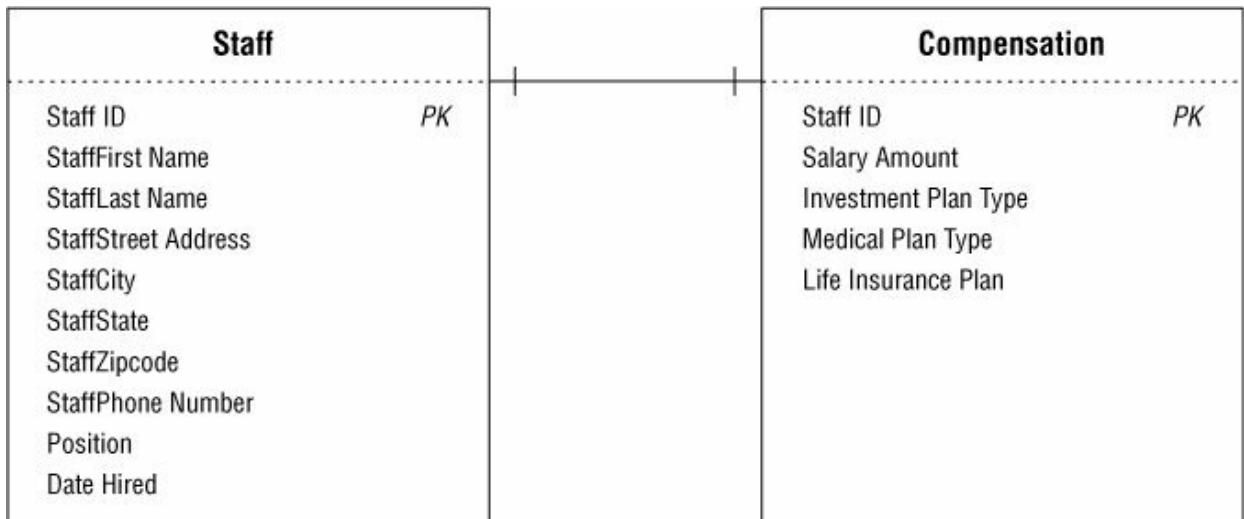 Staff
Staff ID PK
StaffFirst Name
StaffLast Name
StaffStreet Address
StaffCity
StaffState
StaffZipcode
StaffPhone Number
Position
Date Hired
Compensation
Staff ID PK
Salary Amount
Investment Plan Type
Medical Plan Type
Life Insurance Plan